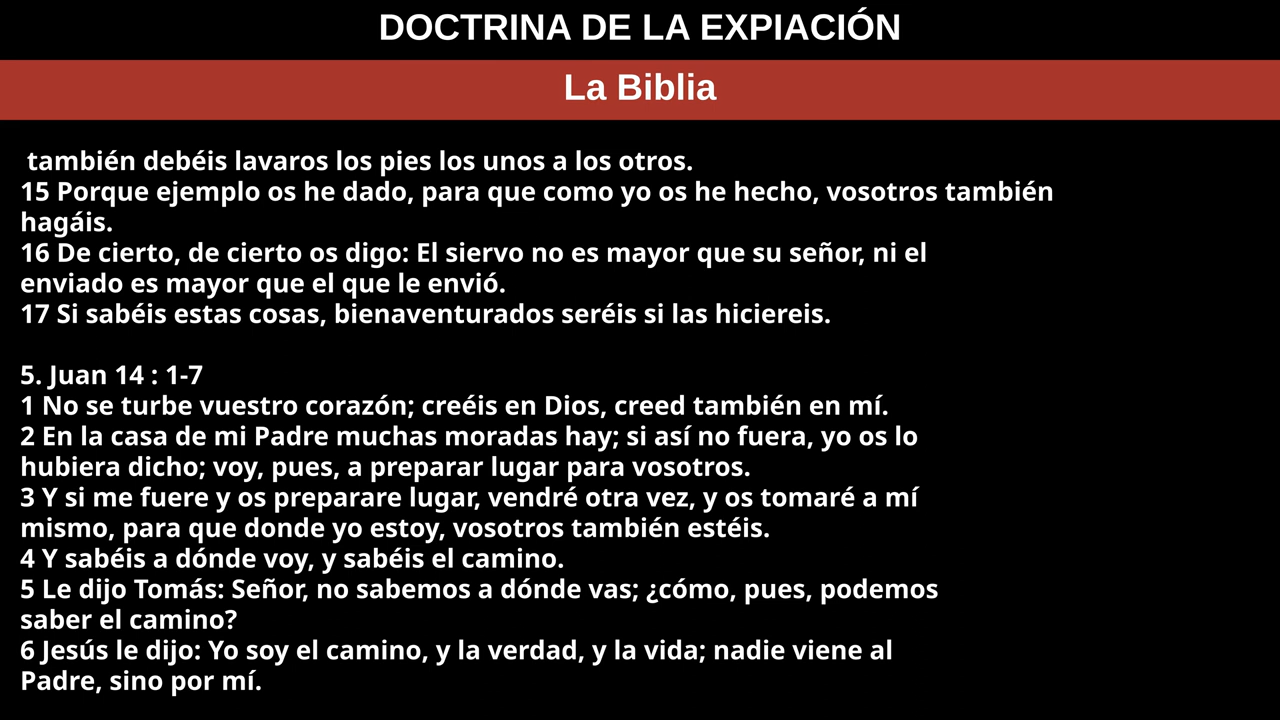 DOCTRINA DE LA EXPIACIÓN
La Biblia
también debéis lavaros los pies los unos a los otros.
15 Porque ejemplo os he dado, para que como yo os he hecho, vosotros también
hagáis.
16 De cierto, de cierto os digo: El siervo no es mayor que su señor, ni el
enviado es mayor que el que le envió.
17 Si sabéis estas cosas, bienaventurados seréis si las hiciereis.
5. Juan 14 : 1-7
1 No se turbe vuestro corazón; creéis en Dios, creed también en mí.
2 En la casa de mi Padre muchas moradas hay; si así no fuera, yo os lo
hubiera dicho; voy, pues, a preparar lugar para vosotros.
3 Y si me fuere y os preparare lugar, vendré otra vez, y os tomaré a mí
mismo, para que donde yo estoy, vosotros también estéis.
4 Y sabéis a dónde voy, y sabéis el camino.
5 Le dijo Tomás: Señor, no sabemos a dónde vas; ¿cómo, pues, podemos
saber el camino?
6 Jesús le dijo: Yo soy el camino, y la verdad, y la vida; nadie viene al
Padre, sino por mí.